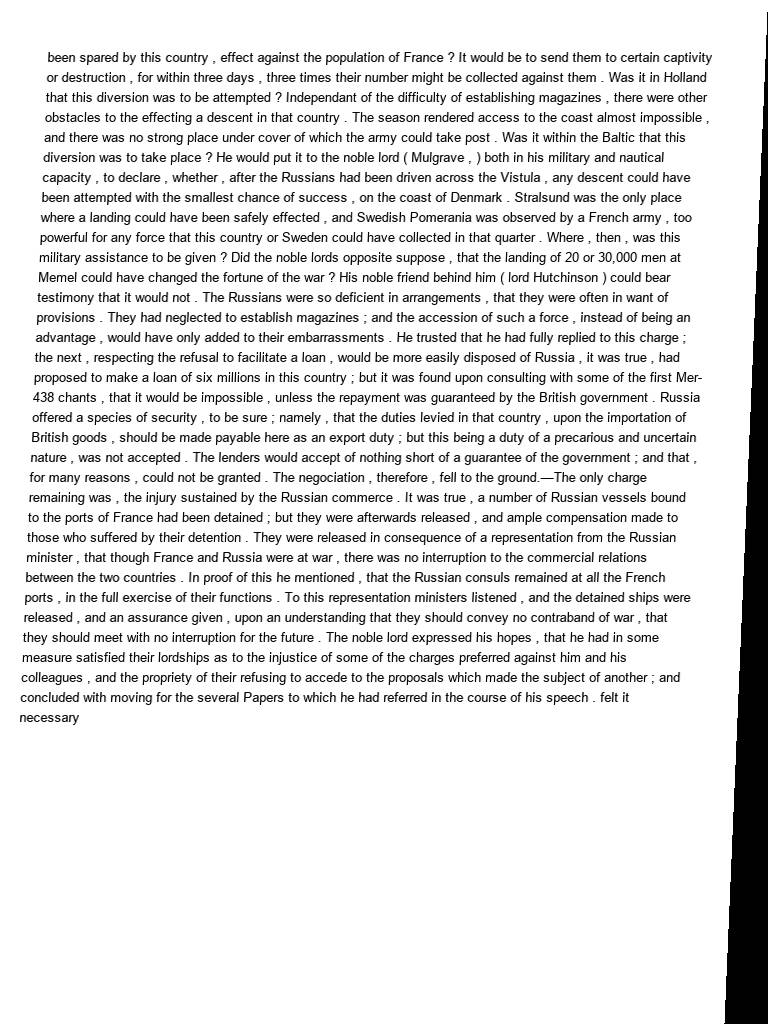 been spared by this country , effect against the population of France ? It would be to send them to certain captivity
or destruction , for within three days , three times their number might be collected against them . Was it in Holland
that this diversion was to be attempted ? Independant of the difficulty of establishing magazines , there were other
obstacles to the effecting a descent in that country . The season rendered access to the coast almost impossible ,
and there was no strong place under cover of which the army could take post . Was it within the Baltic that this
diversion was to take place ? He would put it to the noble lord ( Mulgrave , ) both in his military and nautical
capacity , to declare , whether , after the Russians had been driven across the Vistula , any descent could have
been attempted with the smallest chance of success , on the coast of Denmark . Stralsund was the only place
where a landing could have been safely effected , and Swedish Pomerania was observed by a French army , too
powerful for any force that this country or Sweden could have collected in that quarter . Where , then , was this
military assistance to be given ? Did the noble lords opposite suppose , that the landing of 20 or 30,000 men at
Memel could have changed the fortune of the war ? His noble friend behind him ( lord Hutchinson ) could bear
testimony that it would not . The Russians were so deficient in arrangements , that they were often in want of
provisions . They had neglected to establish magazines ; and the accession of such a force , instead of being an
advantage , would have only added to their embarrassments . He trusted that he had fully replied to this charge ;
the next , respecting the refusal to facilitate a loan , would be more easily disposed of Russia , it was true , had
proposed to make a loan of six millions in this country ; but it was found upon consulting with some of the first Mer-
438 chants , that it would be impossible , unless the repayment was guaranteed by the British government . Russia
offered a species of security , to be sure ; namely , that the duties levied in that country , upon the importation of
British goods , should be made payable here as an export duty ; but this being a duty of a precarious and uncertain
nature , was not accepted . The lenders would accept of nothing short of a guarantee of the government ; and that ,
for many reasons , could not be granted . The negociation , therefore , fell to the ground.—The only charge
remaining was , the injury sustained by the Russian commerce . It was true , a number of Russian vessels bound
to the ports of France had been detained ; but they were afterwards released , and ample compensation made to
those who suffered by their detention . They were released in consequence of a representation from the Russian
minister , that though France and Russia were at war , there was no interruption to the commercial relations
between the two countries . In proof of this he mentioned , that the Russian consuls remained at all the French
ports , in the full exercise of their functions . To this representation ministers listened , and the detained ships were
released , and an assurance given , upon an understanding that they should convey no contraband of war , that
they should meet with no interruption for the future . The noble lord expressed his hopes , that he had in some
measure satisfied their lordships as to the injustice of some of the charges preferred against him and his
colleagues , and the propriety of their refusing to accede to the proposals which made the subject of another ; and
concluded with moving for the several Papers to which he had referred in the course of his speech . felt it
necessary